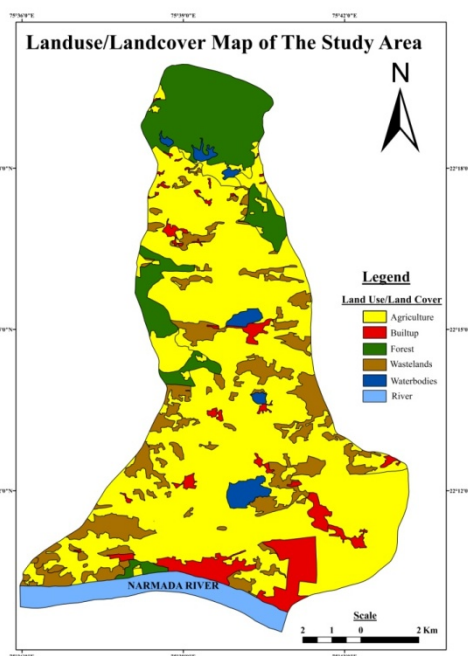 Landuse/Landcover Map of The Study Area
N
Legend
Land Use/Land Cover
Agriculture
Builtup
Forest
Wastelands
Waterbodies
River
NARMADA RIVER
Scale
2 1 0 2 Km